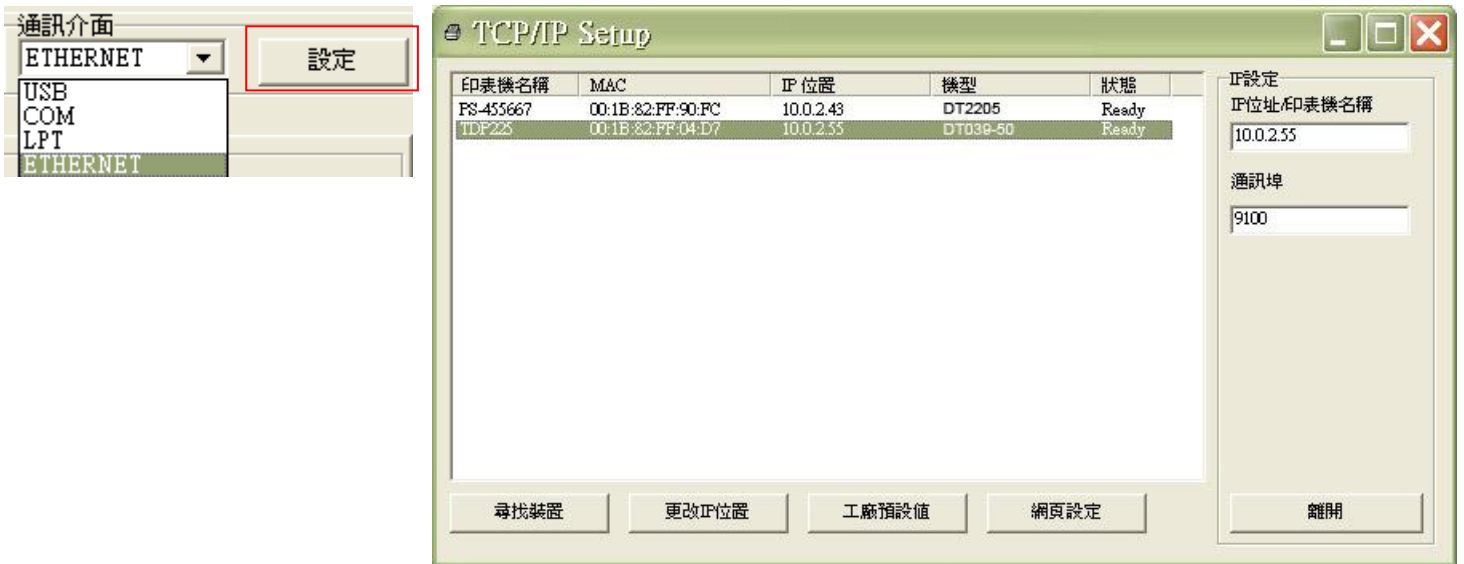 通訊介面
ETHERNET
設定
USB
COM
LPT
ETHERNET
TCP/IP Setup
印表機名稱 MAC IP 位置 機型 狀態
PS-455667 00:1B:82:FF:90:FC 10.0.2.43 DT2205 Ready
TDP225 00:1B:82:FF:04:D7 10.0.2.55 DT039-50 Ready
IP設定
IP位址/印表機名稱
10.0.2.55
通訊埠
9100
尋找裝置 更改IP位置 工廠預設值 網頁設定 離開